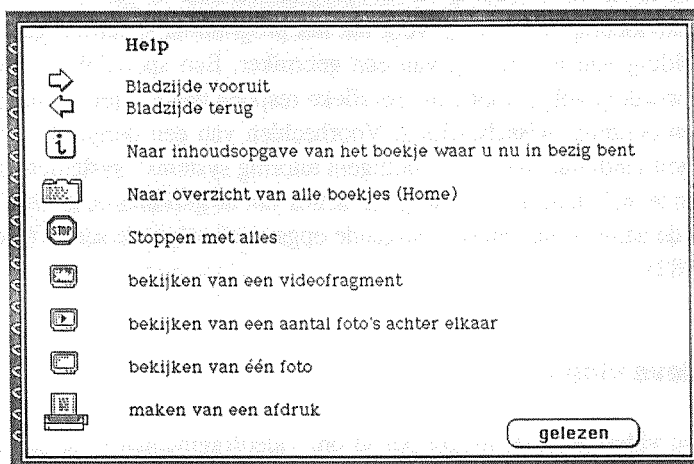 Help
Bladzijde vooruit
Bladzijde terug
i Naar inhoudsopgave van het boekje waar u nu in bezig bent
Naar overzicht van alle boekjes (Home)
STOP Stoppen met alles
bekijken van een videofragment
bekijken van een aantal foto's achter elkaar
bekijken van één foto
maken van een afdruk
gelezen